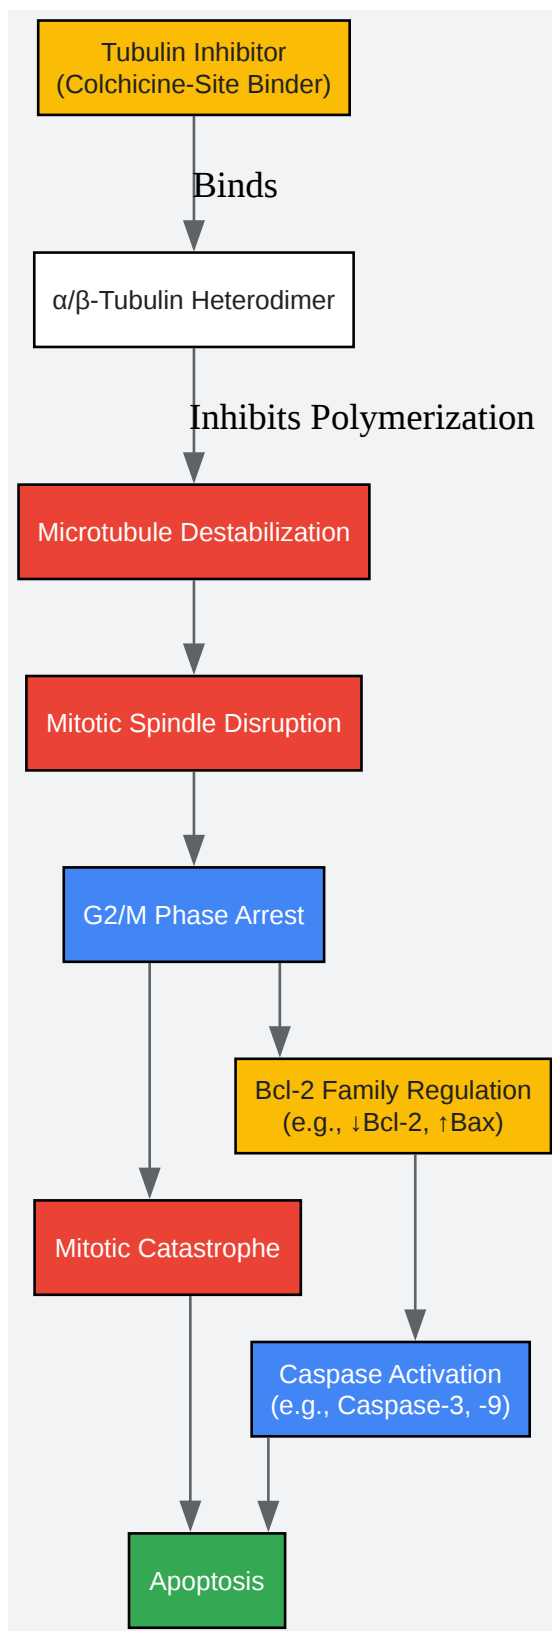 Tubulin Inhibitor
(Colchicine-Site Binder)
Binds
α/β-Tubulin Heterodimer
Inhibits Polymerization
Microtubule Destabilization
Mitotic Spindle Disruption
G2/M Phase Arrest
Bcl-2 Family Regulation
(e.g., ↓Bcl-2, ↑Bax)
Mitotic Catastrophe
Caspase Activation
(e.g., Caspase-3, -9)
Apoptosis